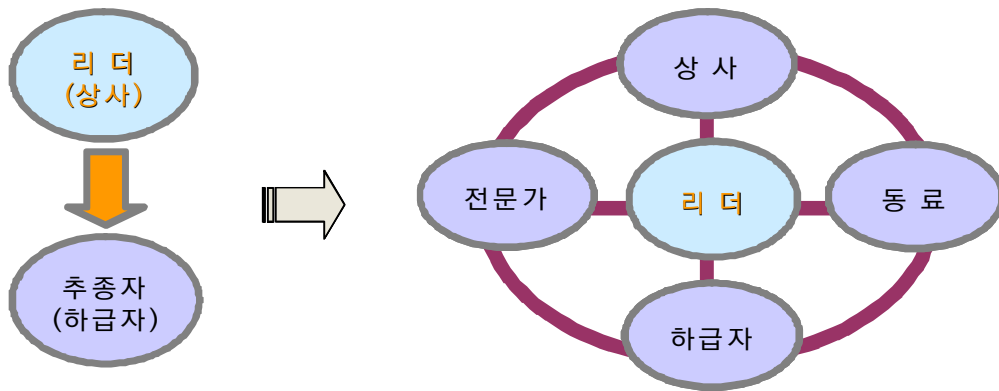 리 더
(상사)
추종자
(하급자)
상 사
전문가
리 더
동 료
하급자